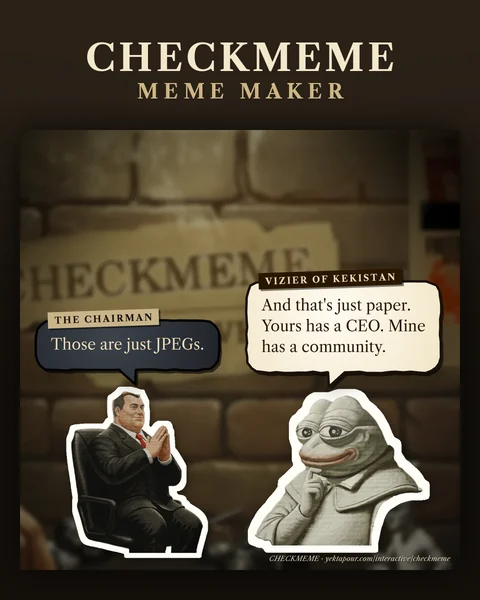 CHECKMEME
MEME MAKER
CHECKMEME
THE CHAIRMAN
Those are just JPEGs.
VIZIER OF KEKISTAN
And that's just paper.
Yours has a CEO. Mine
has a community.
CHECKMEME · yektapour.com/interactive/checkmeme